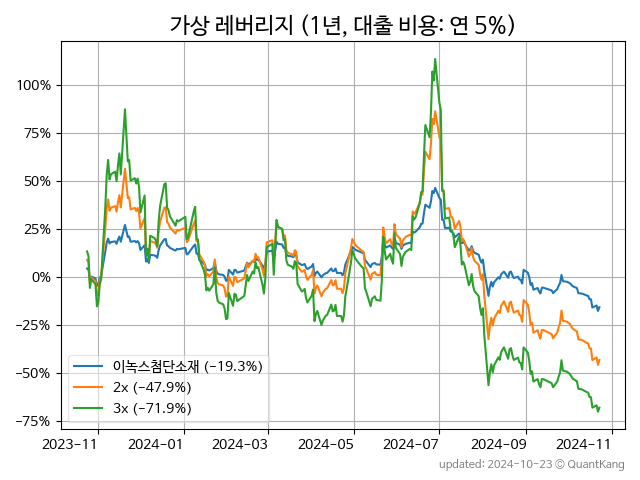 가상 레버리지 (1년, 대출 비용: 연 5%)
100%
75%
50%
25%
0%
−25%
−50%
−75%
이녹스첨단소재 (−19.3%)
2x (−47.9%)
3x (−71.9%)
2023-11 2024-01 2024-03 2024-05 2024-07 2024-09 2024-11
updated: 2024-10-23 © QuantKang